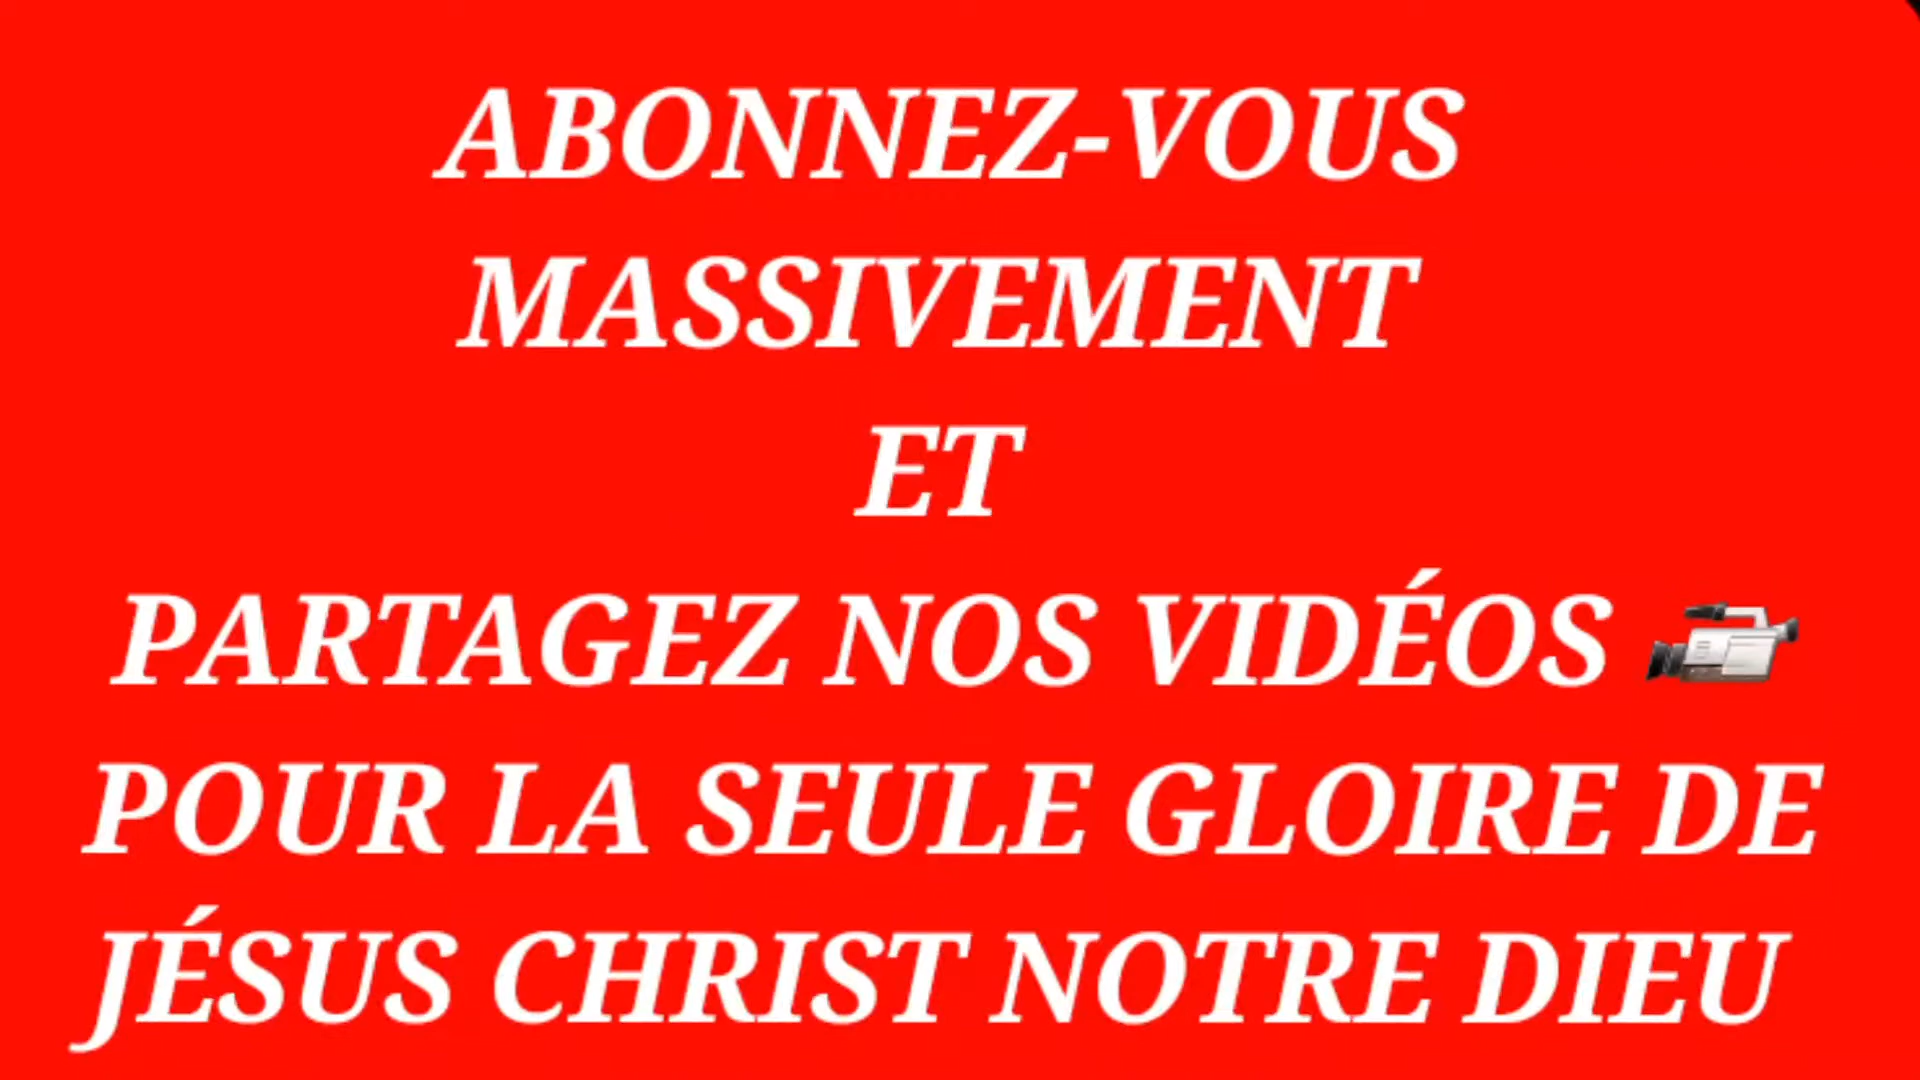 ABONNEZ-VOUS
MASSIVEMENT
ET
PARTAGEZ NOS VIDÉOS
POUR LA SEULE GLOIRE DE
JÉSUS CHRIST NOTRE DIEU